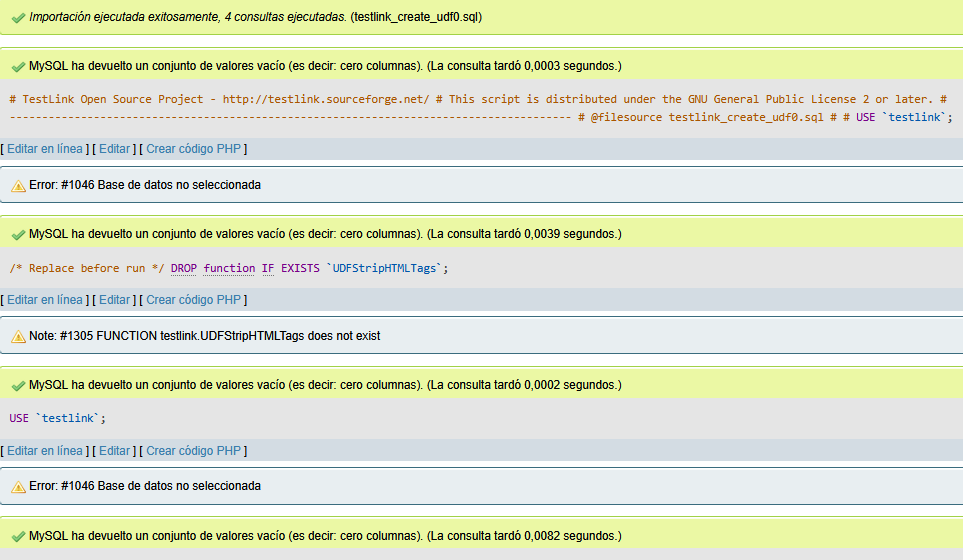 Importación ejecutada exitosamente, 4 consultas ejecutadas. (testlink_create_udf0.sql)
MySQL ha devuelto un conjunto de valores vacío (es decir: cero columnas). (La consulta tardó 0,0003 segundos.)
# TestLink Open Source Project - http://testlink.sourceforge.net/ # This script is distributed under the GNU General Public License 2 or later. #
--------------------------------------------------------------------------------------- # @filesource testlink_create_udf0.sql # # USE `testlink`;
[ Editar en línea ] [ Editar ] [ Crear código PHP ]
Error: #1046 Base de datos no seleccionada
MySQL ha devuelto un conjunto de valores vacío (es decir: cero columnas). (La consulta tardó 0,0039 segundos.)
/* Replace before run */ DROP function IF EXISTS `UDFStripHTMLTags`;
[ Editar en línea ] [ Editar ] [ Crear código PHP ]
Note: #1305 FUNCTION testlink.UDFStripHTMLTags does not exist
MySQL ha devuelto un conjunto de valores vacío (es decir: cero columnas). (La consulta tardó 0,0002 segundos.)
USE `testlink`;
[ Editar en línea ] [ Editar ] [ Crear código PHP ]
Error: #1046 Base de datos no seleccionada
MySQL ha devuelto un conjunto de valores vacío (es decir: cero columnas). (La consulta tardó 0,0082 segundos.)